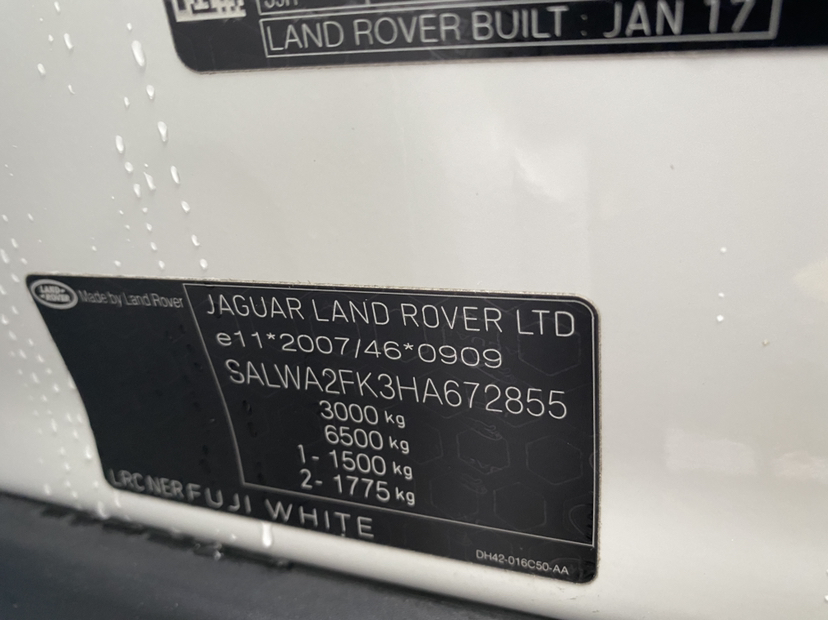 LAND ROVER BUILT : JAN 17
LAND ROVER
Made by Land Rover
JAGUAR LAND ROVER LTD
e11*2007/46*0909
SALWA2FK3HA672855
3000 kg
6500 kg
1- 1500 kg
2- 1775 kg
LRC NER FUJI WHITE
DH42-016C50-AA